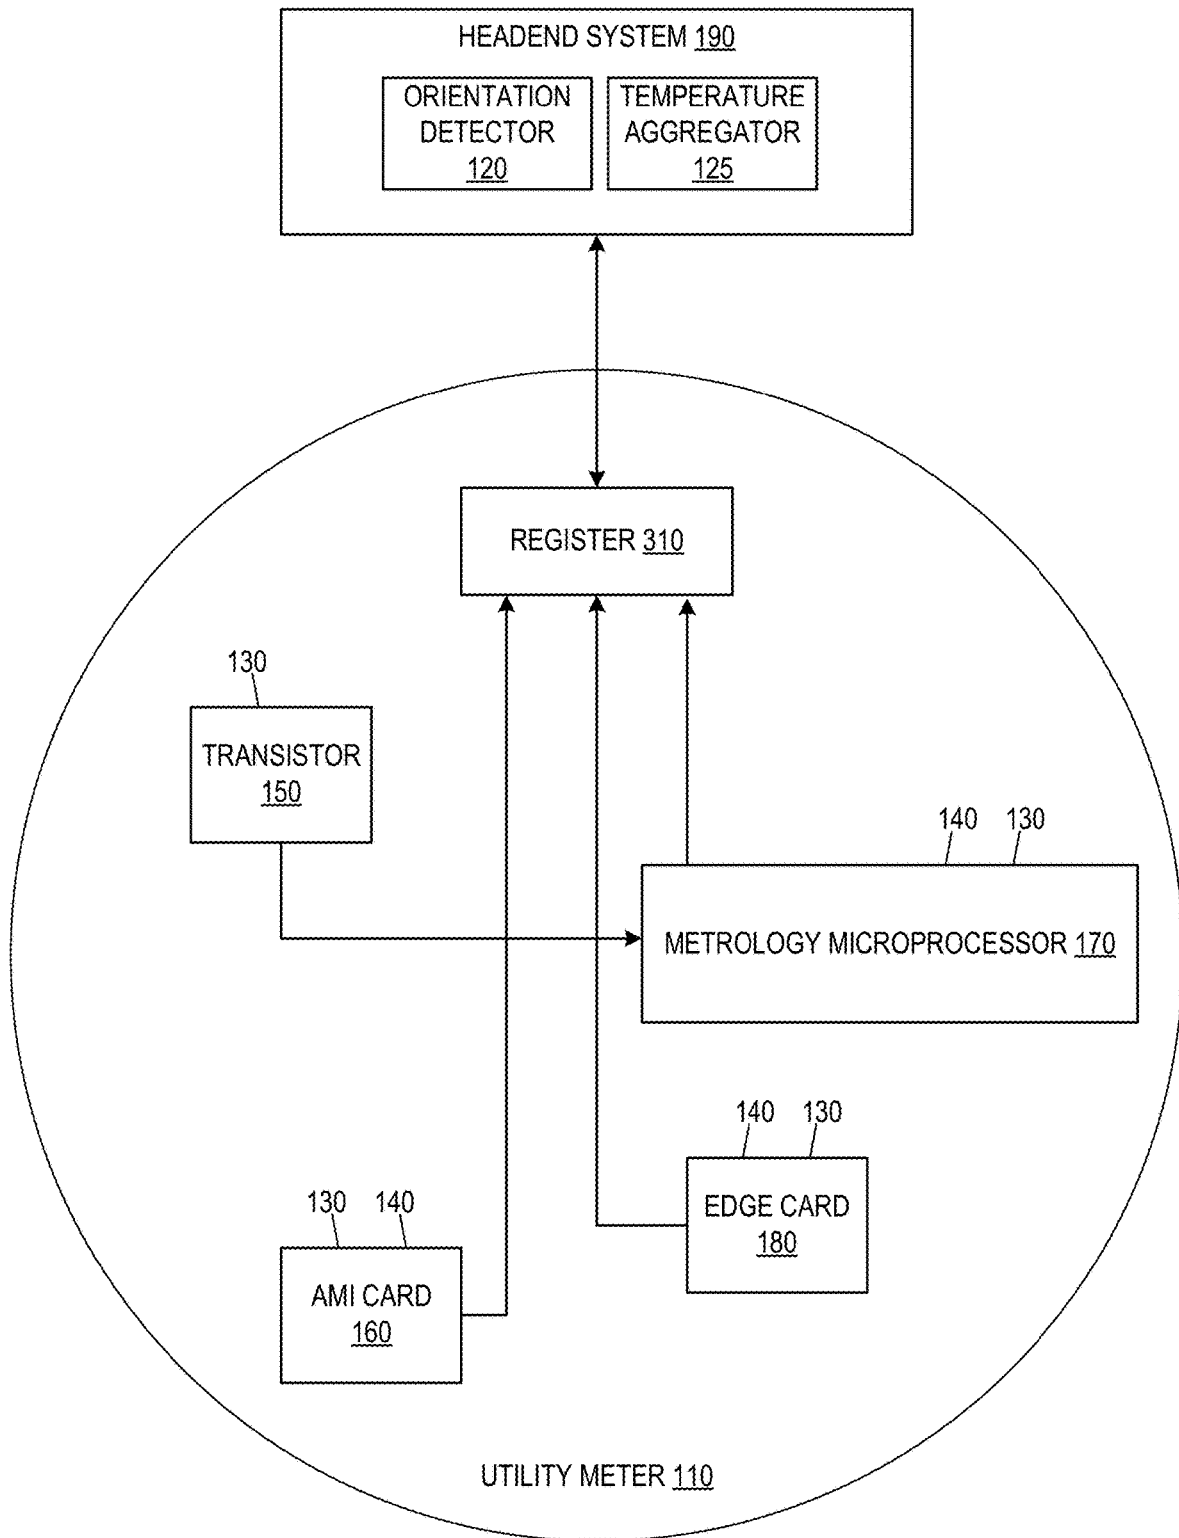 HEADEND SYSTEM 190
ORIENTATION DETECTOR 120
TEMPERATURE AGGREGATOR 125
REGISTER 310
130
TRANSISTOR
150
140 130
METROLOGY MICROPROCESSOR 170
140 130
EDGE CARD
180
130 140
AMI CARD
160
UTILITY METER 110